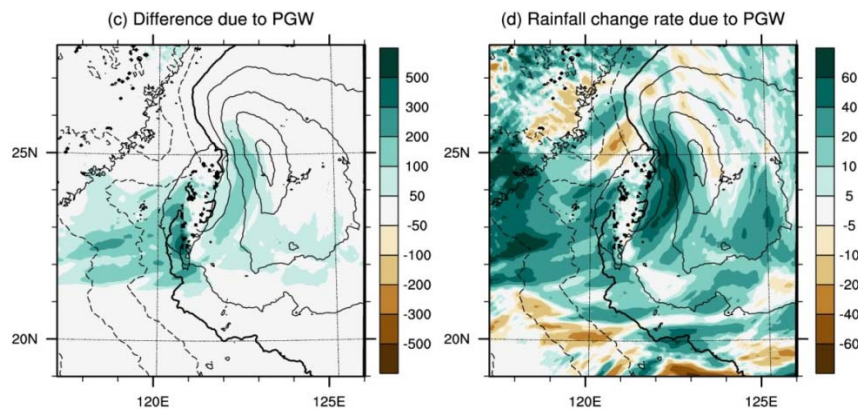 (c) Difference due to PGW
(d) Rainfall change rate due to PGW
25N
20N
120E
125E
500
300
200
100
50
-50
-100
-200
-300
-500
25N
20N
120E
125E
60
40
20
10
5
-5
-10
-20
-40
-60